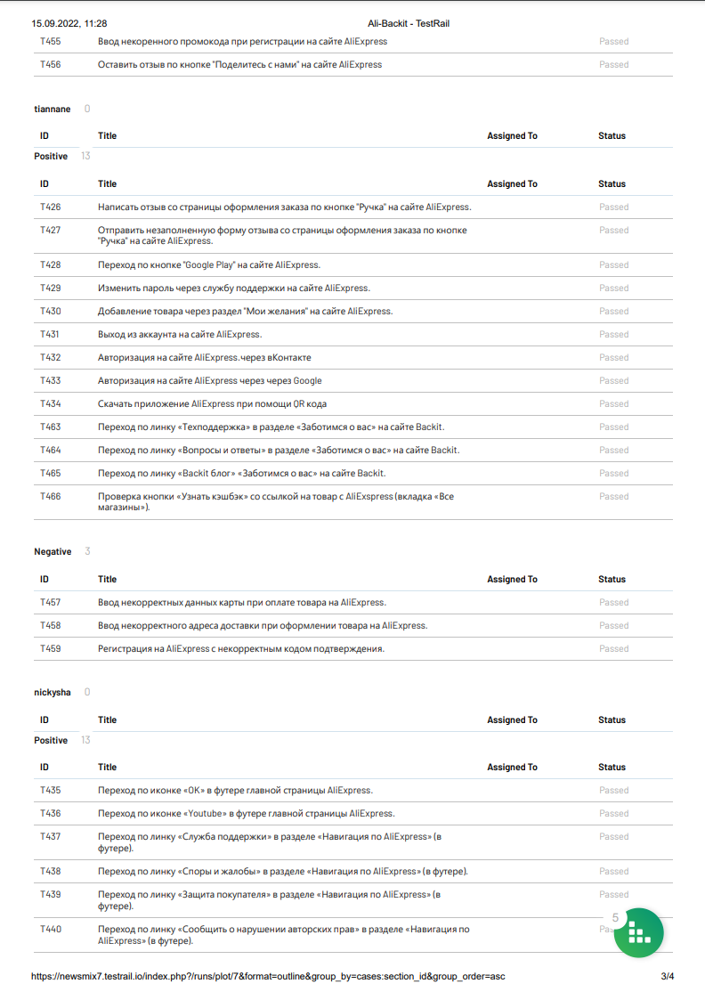 15.09.2022, 11:28 Ali-Backit - TestRail
T455 Ввод некоренного промокода при регистрации на сайте AliExpress Passed
T456 Оставить отзыв по кнопке "Поделитесь с нами" на сайте AliExpress Passed
tiannane 0
ID Title Assigned To Status
Positive 13
ID Title Assigned To Status
T426 Написать отзыв со страницы оформления заказа по кнопке "Ручка" на сайте AliExpress. Passed
T427 Отправить незаполненную форму отзыва со страницы оформления заказа по кнопке Passed
"Ручка" на сайте AliExpress.
T428 Переход по кнопке "Google Play" на сайте AliExpress. Passed
T429 Изменить пароль через службу поддержки на сайте AliExpress. Passed
T430 Добавление товара через раздел "Мои желания" на сайте AliExpress. Passed
T431 Выход из аккаунта на сайте AliExpress. Passed
T432 Авторизация на сайте AliExpress.через вКонтакте Passed
T433 Авторизация на сайте AliExpress через через Google Passed
T434 Скачать приложение AliExpress при помощи QR кода Passed
T463 Переход по линку «Техподдержка» в разделе «Заботимся о вас» на сайте Backit. Passed
T464 Переход по линку «Вопросы и ответы» в разделе «Заботимся о вас» на сайте Backit. Passed
T465 Переход по линку «Backit блог» «Заботимся о вас» на сайте Backit. Passed
T466 Проверка кнопки «Узнать кэшбэк» со ссылкой на товар с AliExspress (вкладка «Все Passed
магазины»).
Negative 3
ID Title Assigned To Status
T457 Ввод некорректных данных карты при оплате товара на AliExpress. Passed
T458 Ввод некорректного адреса доставки при оформлении товара на AliExpress. Passed
T459 Регистрация на AliExpress с некорректным кодом подтверждения. Passed
nickysha 0
ID Title Assigned To Status
Positive 13
ID Title Assigned To Status
T435 Переход по иконке «OK» в футере главной страницы AliExpress. Passed
T436 Переход по иконке «Youtube» в футере главной страницы AliExpress. Passed
T437 Переход по линку «Служба поддержки» в разделе «Навигация по AliExpress» (в Passed
футере).
T438 Переход по линку «Споры и жалобы» в разделе «Навигация по AliExpress» (в футере). Passed
T439 Переход по линку «Защита покупателя» в разделе «Навигация по AliExpress» (в Passed
футере).
5
T440 Переход по линку «Сообщить о нарушении авторских прав» в разделе «Навигация по
AliExpress» (в футере).
https://newsmix7.testrail.io/index.php?/runs/plot/7&format=outline&group_by=cases:section_id&group_order=asc 3/4